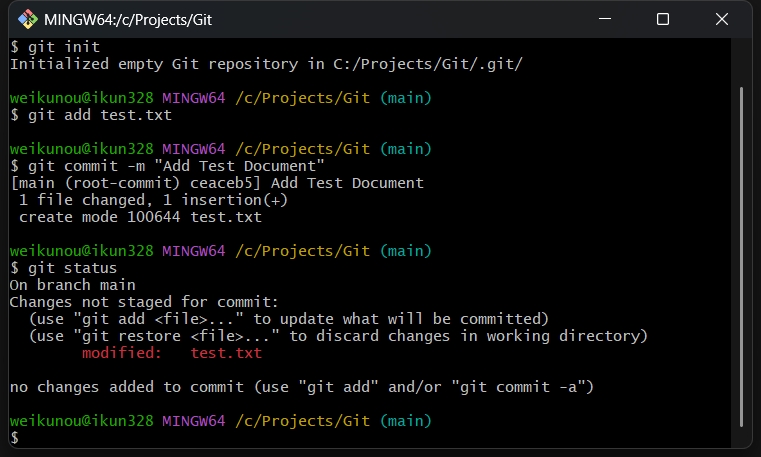 MINGW64:/c/Projects/Git
$ git init
Initialized empty Git repository in C:/Projects/Git/.git/
weikunou@ikun328 MINGW64 /c/Projects/Git (main)
$ git add test.txt
weikunou@ikun328 MINGW64 /c/Projects/Git (main)
$ git commit -m "Add Test Document"
[main (root-commit) ceaceb5] Add Test Document
 1 file changed, 1 insertion(+)
 create mode 100644 test.txt
weikunou@ikun328 MINGW64 /c/Projects/Git (main)
$ git status
On branch main
Changes not staged for commit:
  (use "git add <file>..." to update what will be committed)
  (use "git restore <file>..." to discard changes in working directory)
        modified:   test.txt
no changes added to commit (use "git add" and/or "git commit -a")
weikunou@ikun328 MINGW64 /c/Projects/Git (main)
$